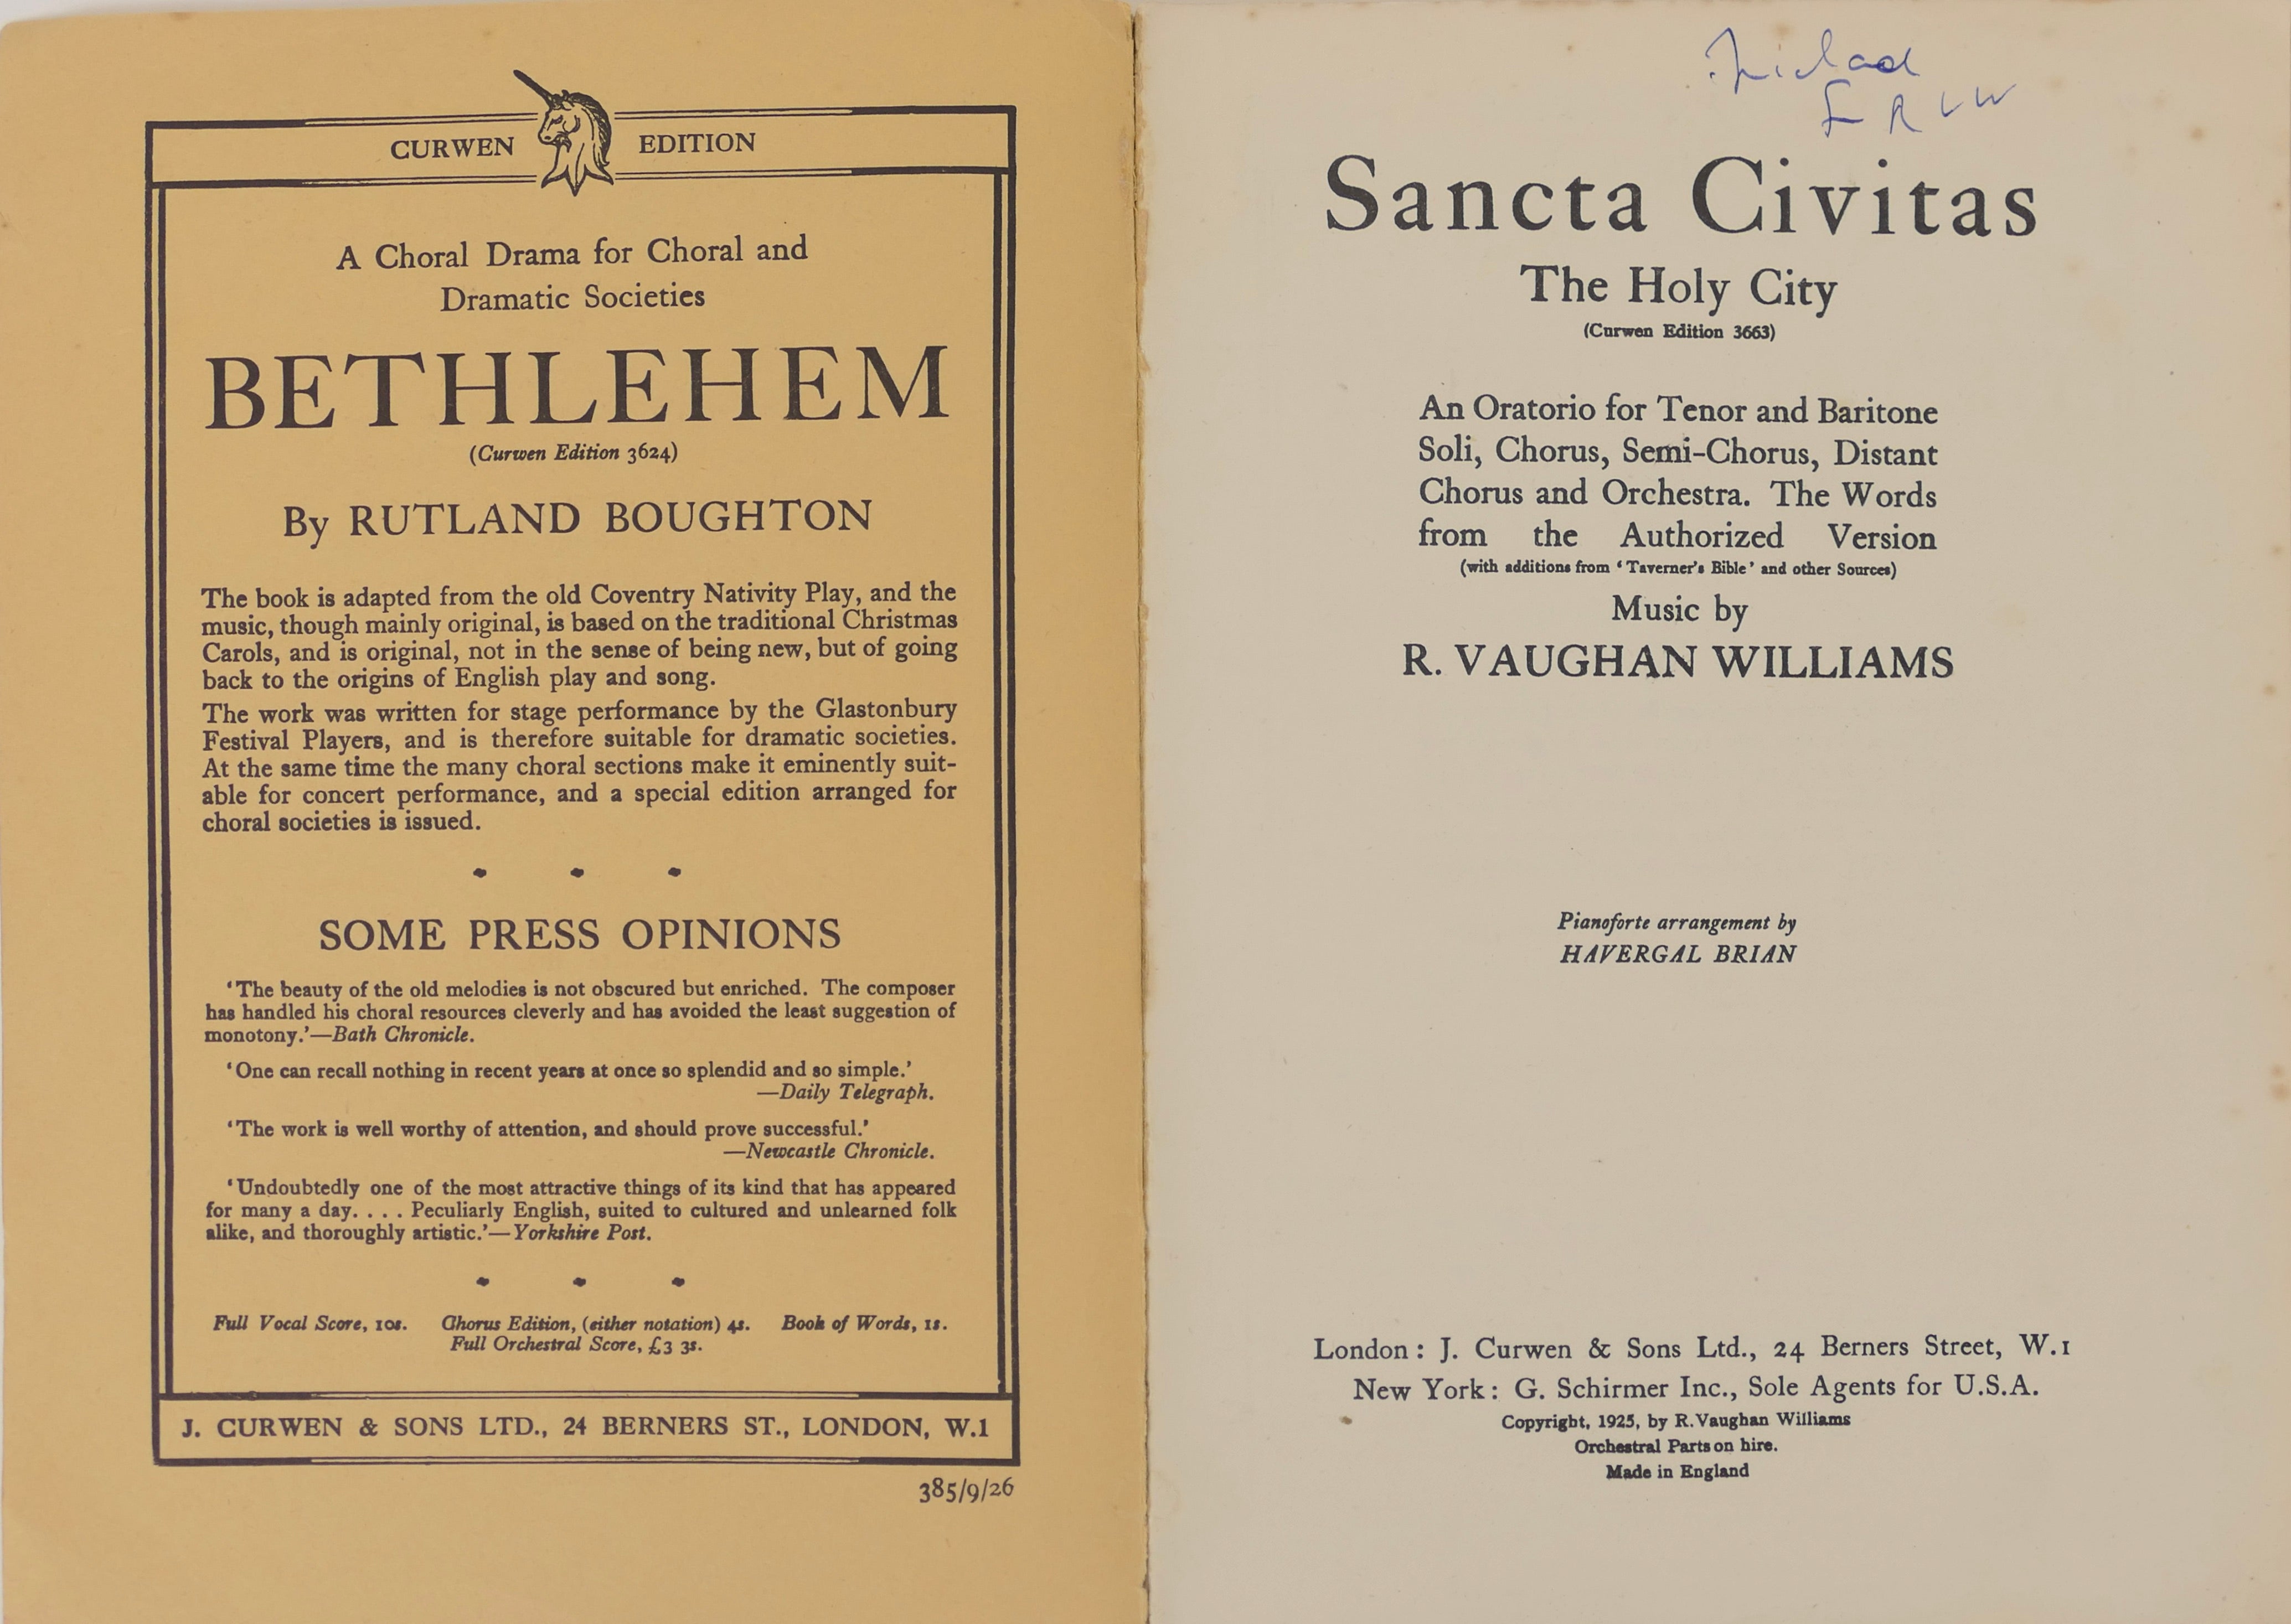 CURWEN EDITION
A Choral Drama for Choral and
Dramatic Societies
BETHLEHEM
(Curwen Edition 3624)
By RUTLAND BOUGHTON
The book is adapted from the old Coventry Nativity Play, and the
music, though mainly original, is based on the traditional Christmas
Carols, and is original, not in the sense of being new, but of going
back to the origins of English play and song.
The work was written for stage performance by the Glastonbury
Festival Players, and is therefore suitable for dramatic societies.
At the same time the many choral sections make it eminently suit-
able for concert performance, and a special edition arranged for
choral societies is issued.
SOME PRESS OPINIONS
‘The beauty of the old melodies is not obscured but enriched. The composer
has handled his choral resources cleverly and has avoided the least suggestion of
monotony.’—Bath Chronicle.
‘One can recall nothing in recent years at once so splendid and so simple.’
—Daily Telegraph.
‘The work is well worthy of attention, and should prove successful.’
—Newcastle Chronicle.
‘Undoubtedly one of the most attractive things of its kind that has appeared
for many a day. . . . Peculiarly English, suited to cultured and unlearned folk
alike, and thoroughly artistic.’—Yorkshire Post.
Full Vocal Score, 10s. Chorus Edition, (either notation) 4s. Book of Words, 1s.
Full Orchestral Score, £3 3s.
J. CURWEN & SONS LTD., 24 BERNERS ST., LONDON, W.1
385/9/26
Michael
RVW
Sancta Civitas
The Holy City
(Curwen Edition 3663)
An Oratorio for Tenor and Baritone
Soli, Chorus, Semi-Chorus, Distant
Chorus and Orchestra. The Words
from the Authorized Version
(with additions from ‘Taverner's Bible’ and other Sources)
Music by
R. VAUGHAN WILLIAMS
Pianoforte arrangement by
HAVERGAL BRIAN
London: J. Curwen & Sons Ltd., 24 Berners Street, W.1
New York: G. Schirmer Inc., Sole Agents for U.S.A.
Copyright, 1925, by R.Vaughan Williams
Orchestral Parts on hire.
Made in England